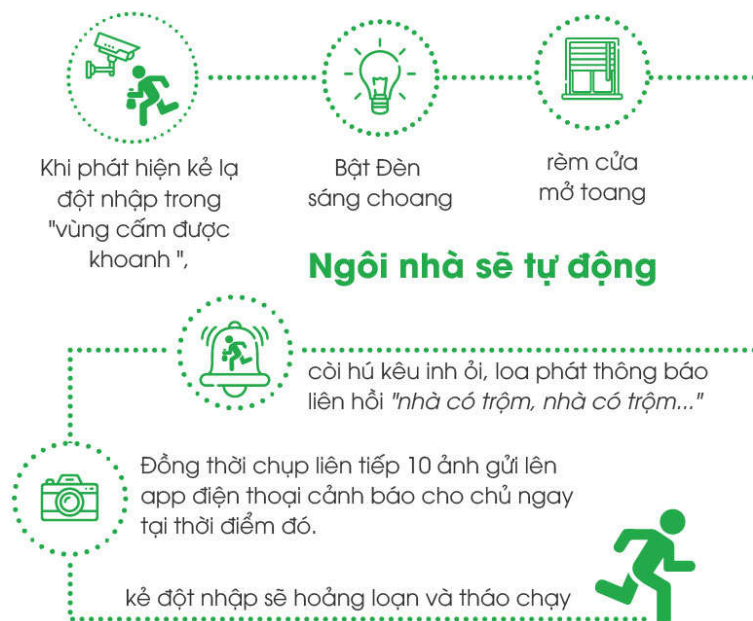 Khi phát hiện kẻ lạ
đột nhập trong
"vùng cấm được
khoanh ",
Bật Đèn
sáng choang
rèm cửa
mở toang
Ngôi nhà sẽ tự động
còi hú kêu inh ỏi, loa phát thông báo
liên hồi "nhà có trộm, nhà có trộm..."
Đồng thời chụp liên tiếp 10 ảnh gửi lên
app điện thoại cảnh báo cho chủ ngay
tại thời điểm đó.
kẻ đột nhập sẽ hoảng loạn và tháo chạy